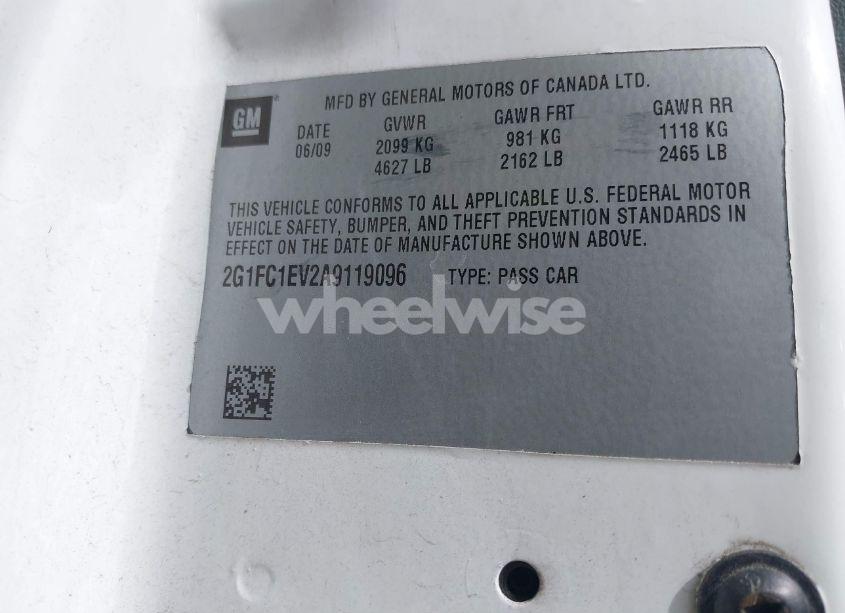 MFD BY GENERAL MOTORS OF CANADA LTD.
GM
DATE GVWR GAWR FRT GAWR RR
06/09 2099 KG 981 KG 1118 KG
4627 LB 2162 LB 2465 LB
THIS VEHICLE CONFORMS TO ALL APPLICABLE U.S. FEDERAL MOTOR
VEHICLE SAFETY, BUMPER, AND THEFT PREVENTION STANDARDS IN
EFFECT ON THE DATE OF MANUFACTURE SHOWN ABOVE.
2G1FC1EV2A9119096 TYPE: PASS CAR
wheelwise